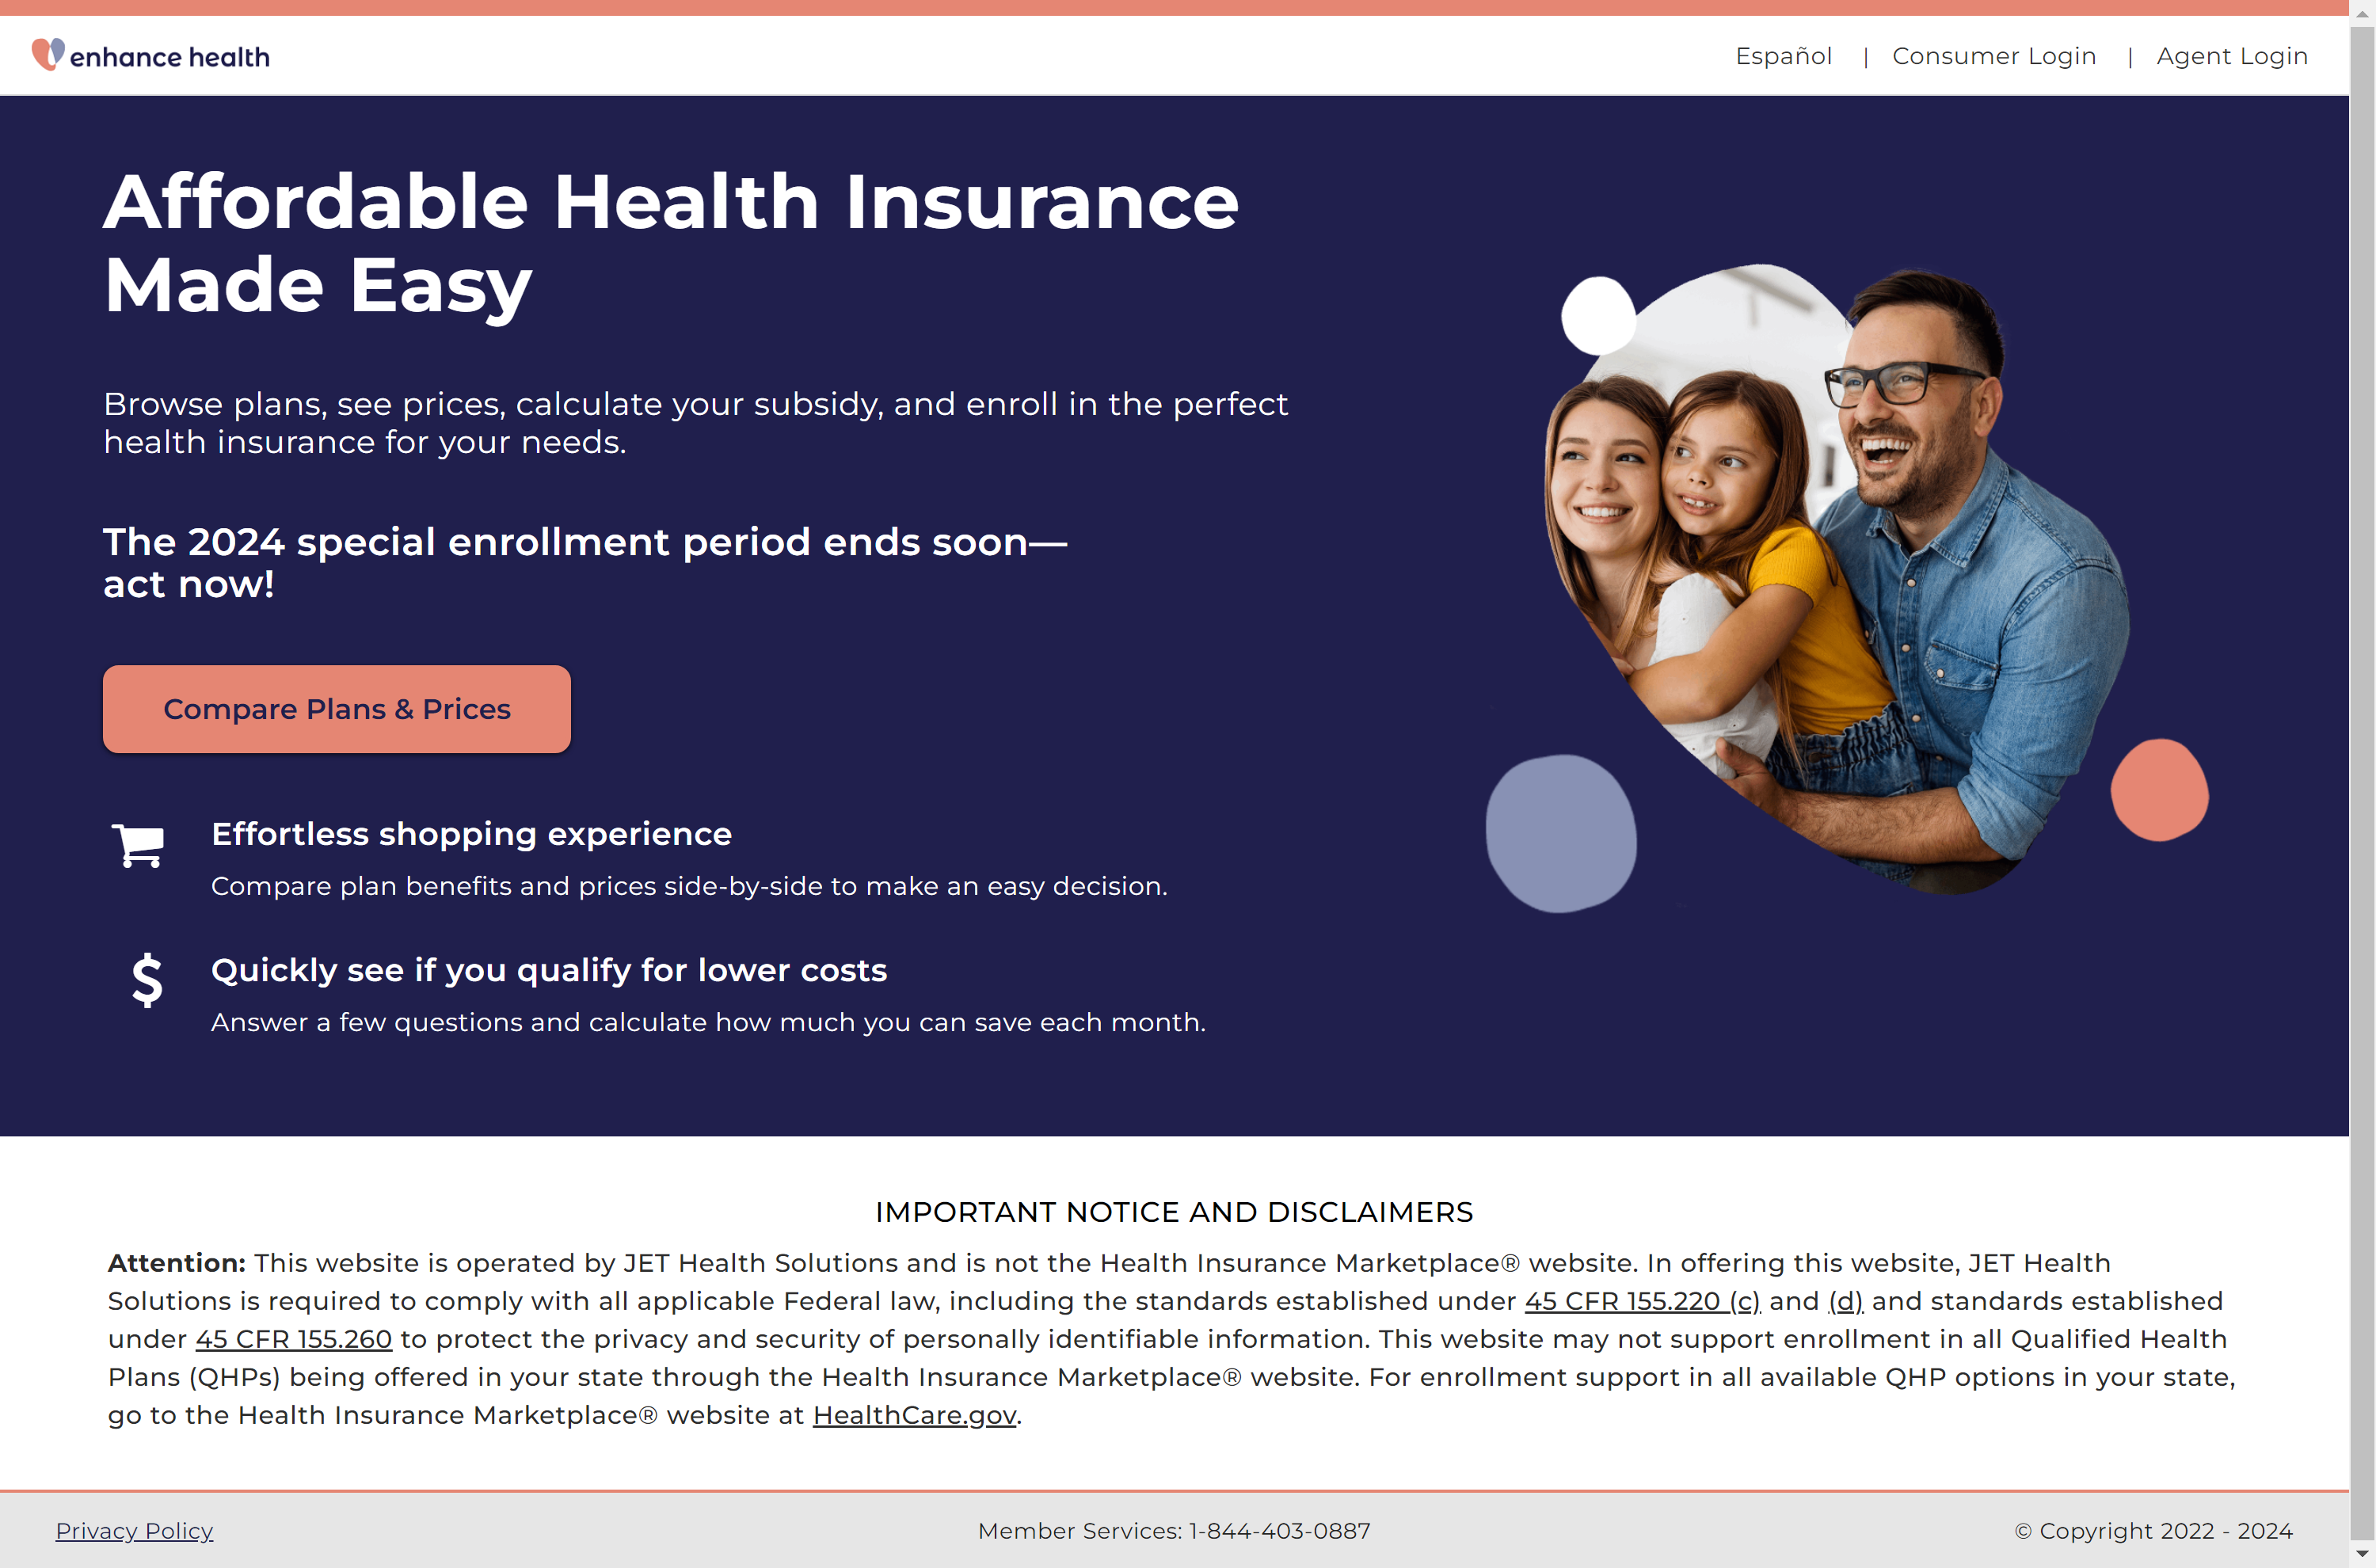 enhance health
Español | Consumer Login | Agent Login
Affordable Health Insurance
Made Easy
Browse plans, see prices, calculate your subsidy, and enroll in the perfect
health insurance for your needs.
The 2024 special enrollment period ends soon—
act now!
Compare Plans & Prices
Effortless shopping experience
Compare plan benefits and prices side-by-side to make an easy decision.
$
Quickly see if you qualify for lower costs
Answer a few questions and calculate how much you can save each month.
IMPORTANT NOTICE AND DISCLAIMERS
Attention: This website is operated by JET Health Solutions and is not the Health Insurance Marketplace® website. In offering this website, JET Health
Solutions is required to comply with all applicable Federal law, including the standards established under 45 CFR 155.220 (c) and (d) and standards established
under 45 CFR 155.260 to protect the privacy and security of personally identifiable information. This website may not support enrollment in all Qualified Health
Plans (QHPs) being offered in your state through the Health Insurance Marketplace® website. For enrollment support in all available QHP options in your state,
go to the Health Insurance Marketplace® website at HealthCare.gov.
Privacy Policy
Member Services: 1-844-403-0887
© Copyright 2022 - 2024